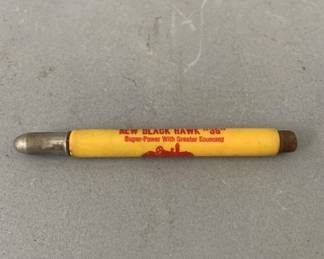 NEW BLACK HAWK "35"
Super-Power With Greater Economy